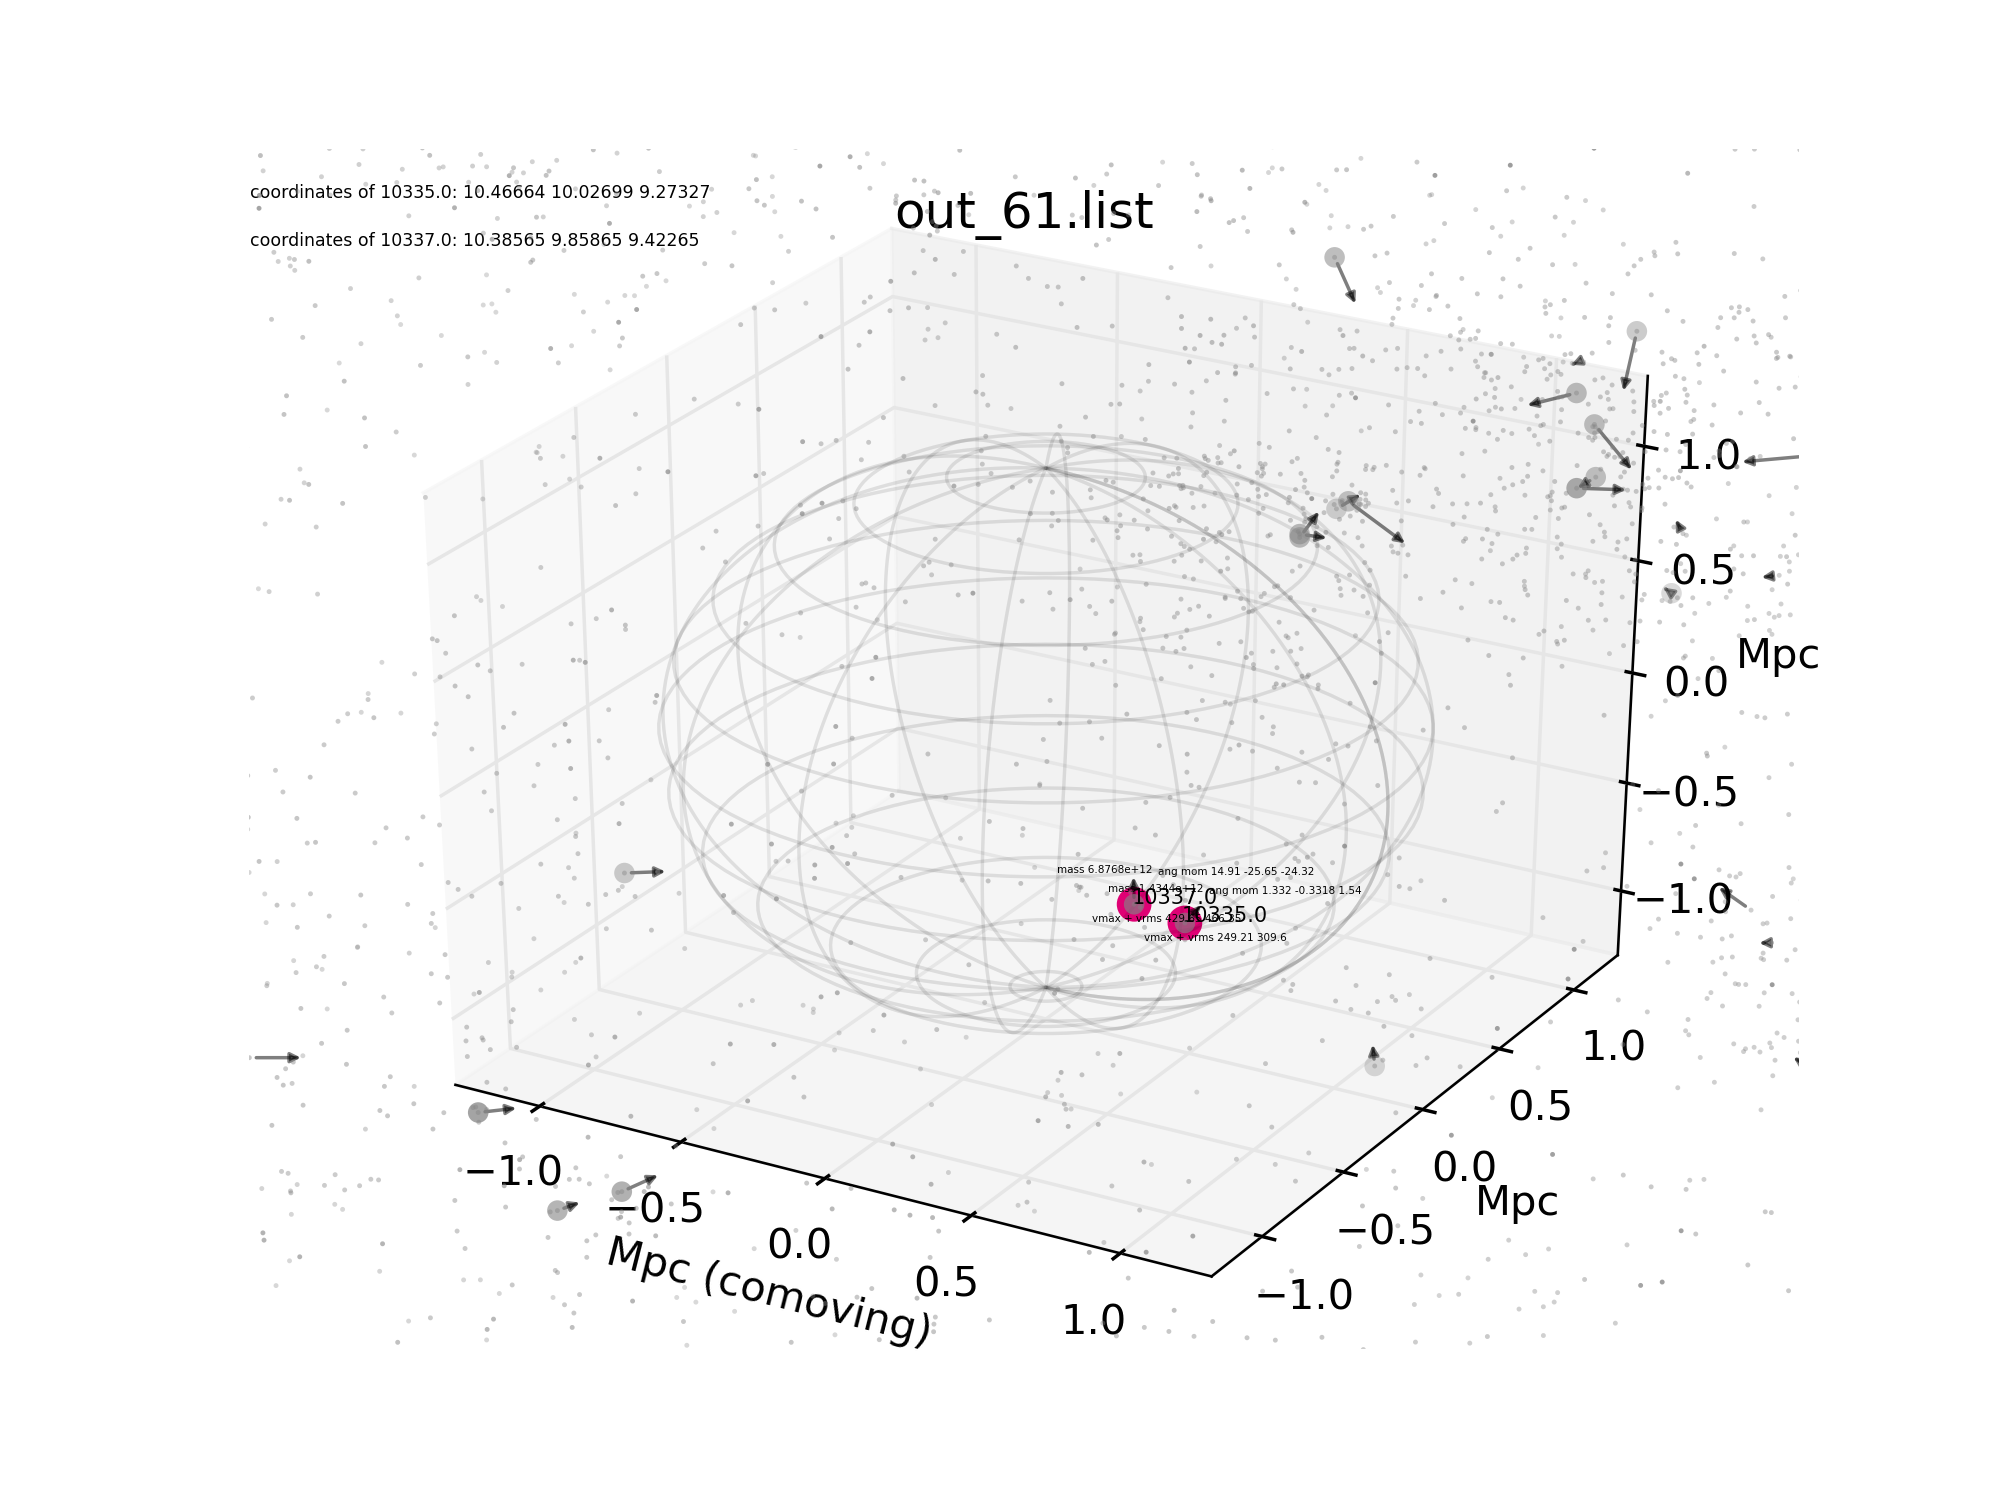 coordinates of 10335.0: 10.46664 10.02699 9.27327
out_61.list
coordinates of 10337.0: 10.38565 9.85865 9.42265
1.0
0.5
Mpc
0.0
−0.5
−1.0
mass 6.8768e+12 ang mom 14.91 -25.65 -24.32
mass 1.4344e+12 ang mom 1.332 -0.3318 1.54
10337.0
10335.0
vmax + vrms
vmax + vrms 249.21 309.6
1.0
0.5
0.0
Mpc
−0.5
−1.0
−1.0
−0.5
0.0
0.5
1.0
Mpc (comoving)